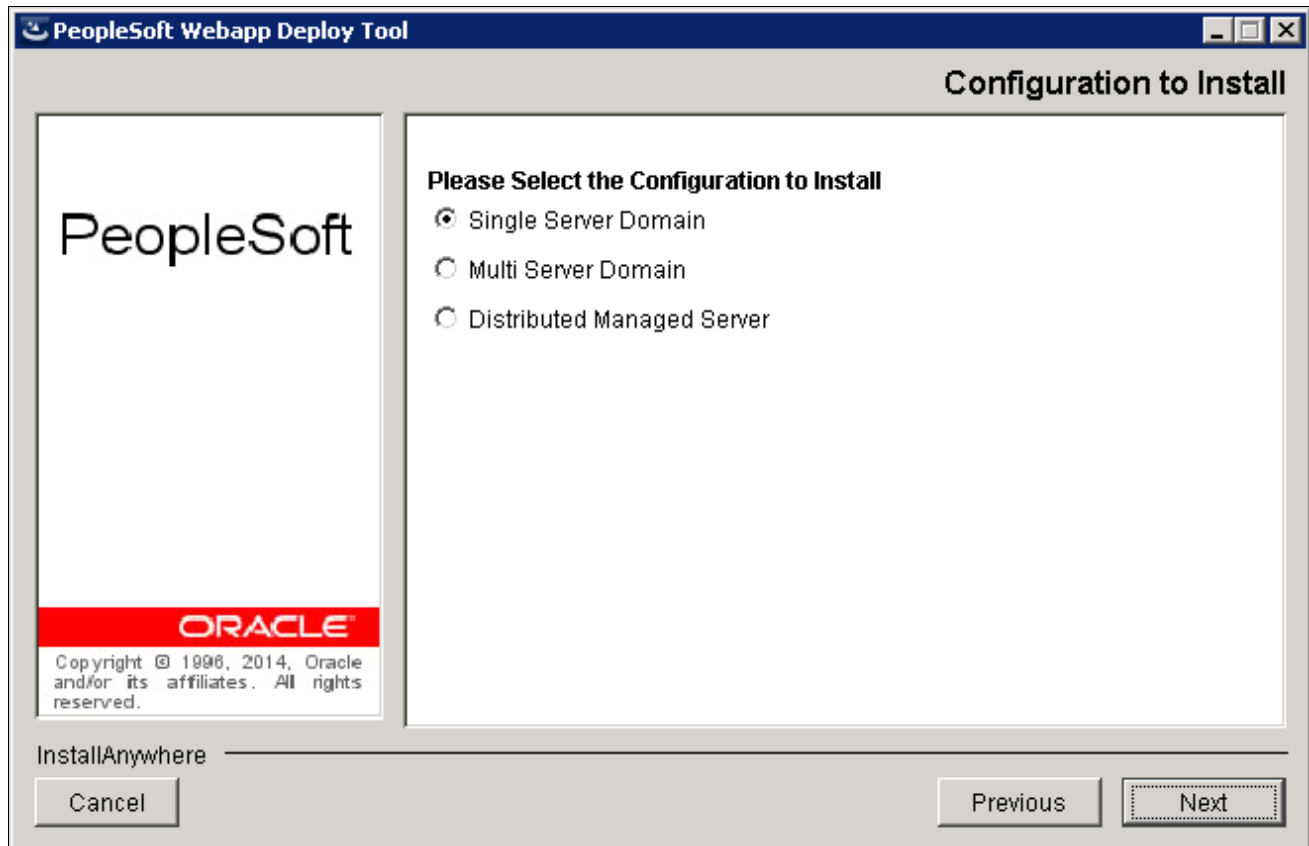 PeopleSoft Webapp Deploy Tool
Configuration to Install
PeopleSoft
ORACLE
Copyright © 1996, 2014, Oracle
and/or its affiliates. All rights
reserved.
Please Select the Configuration to Install
Single Server Domain
Multi Server Domain
Distributed Managed Server
InstallAnywhere
Cancel
Previous
Next